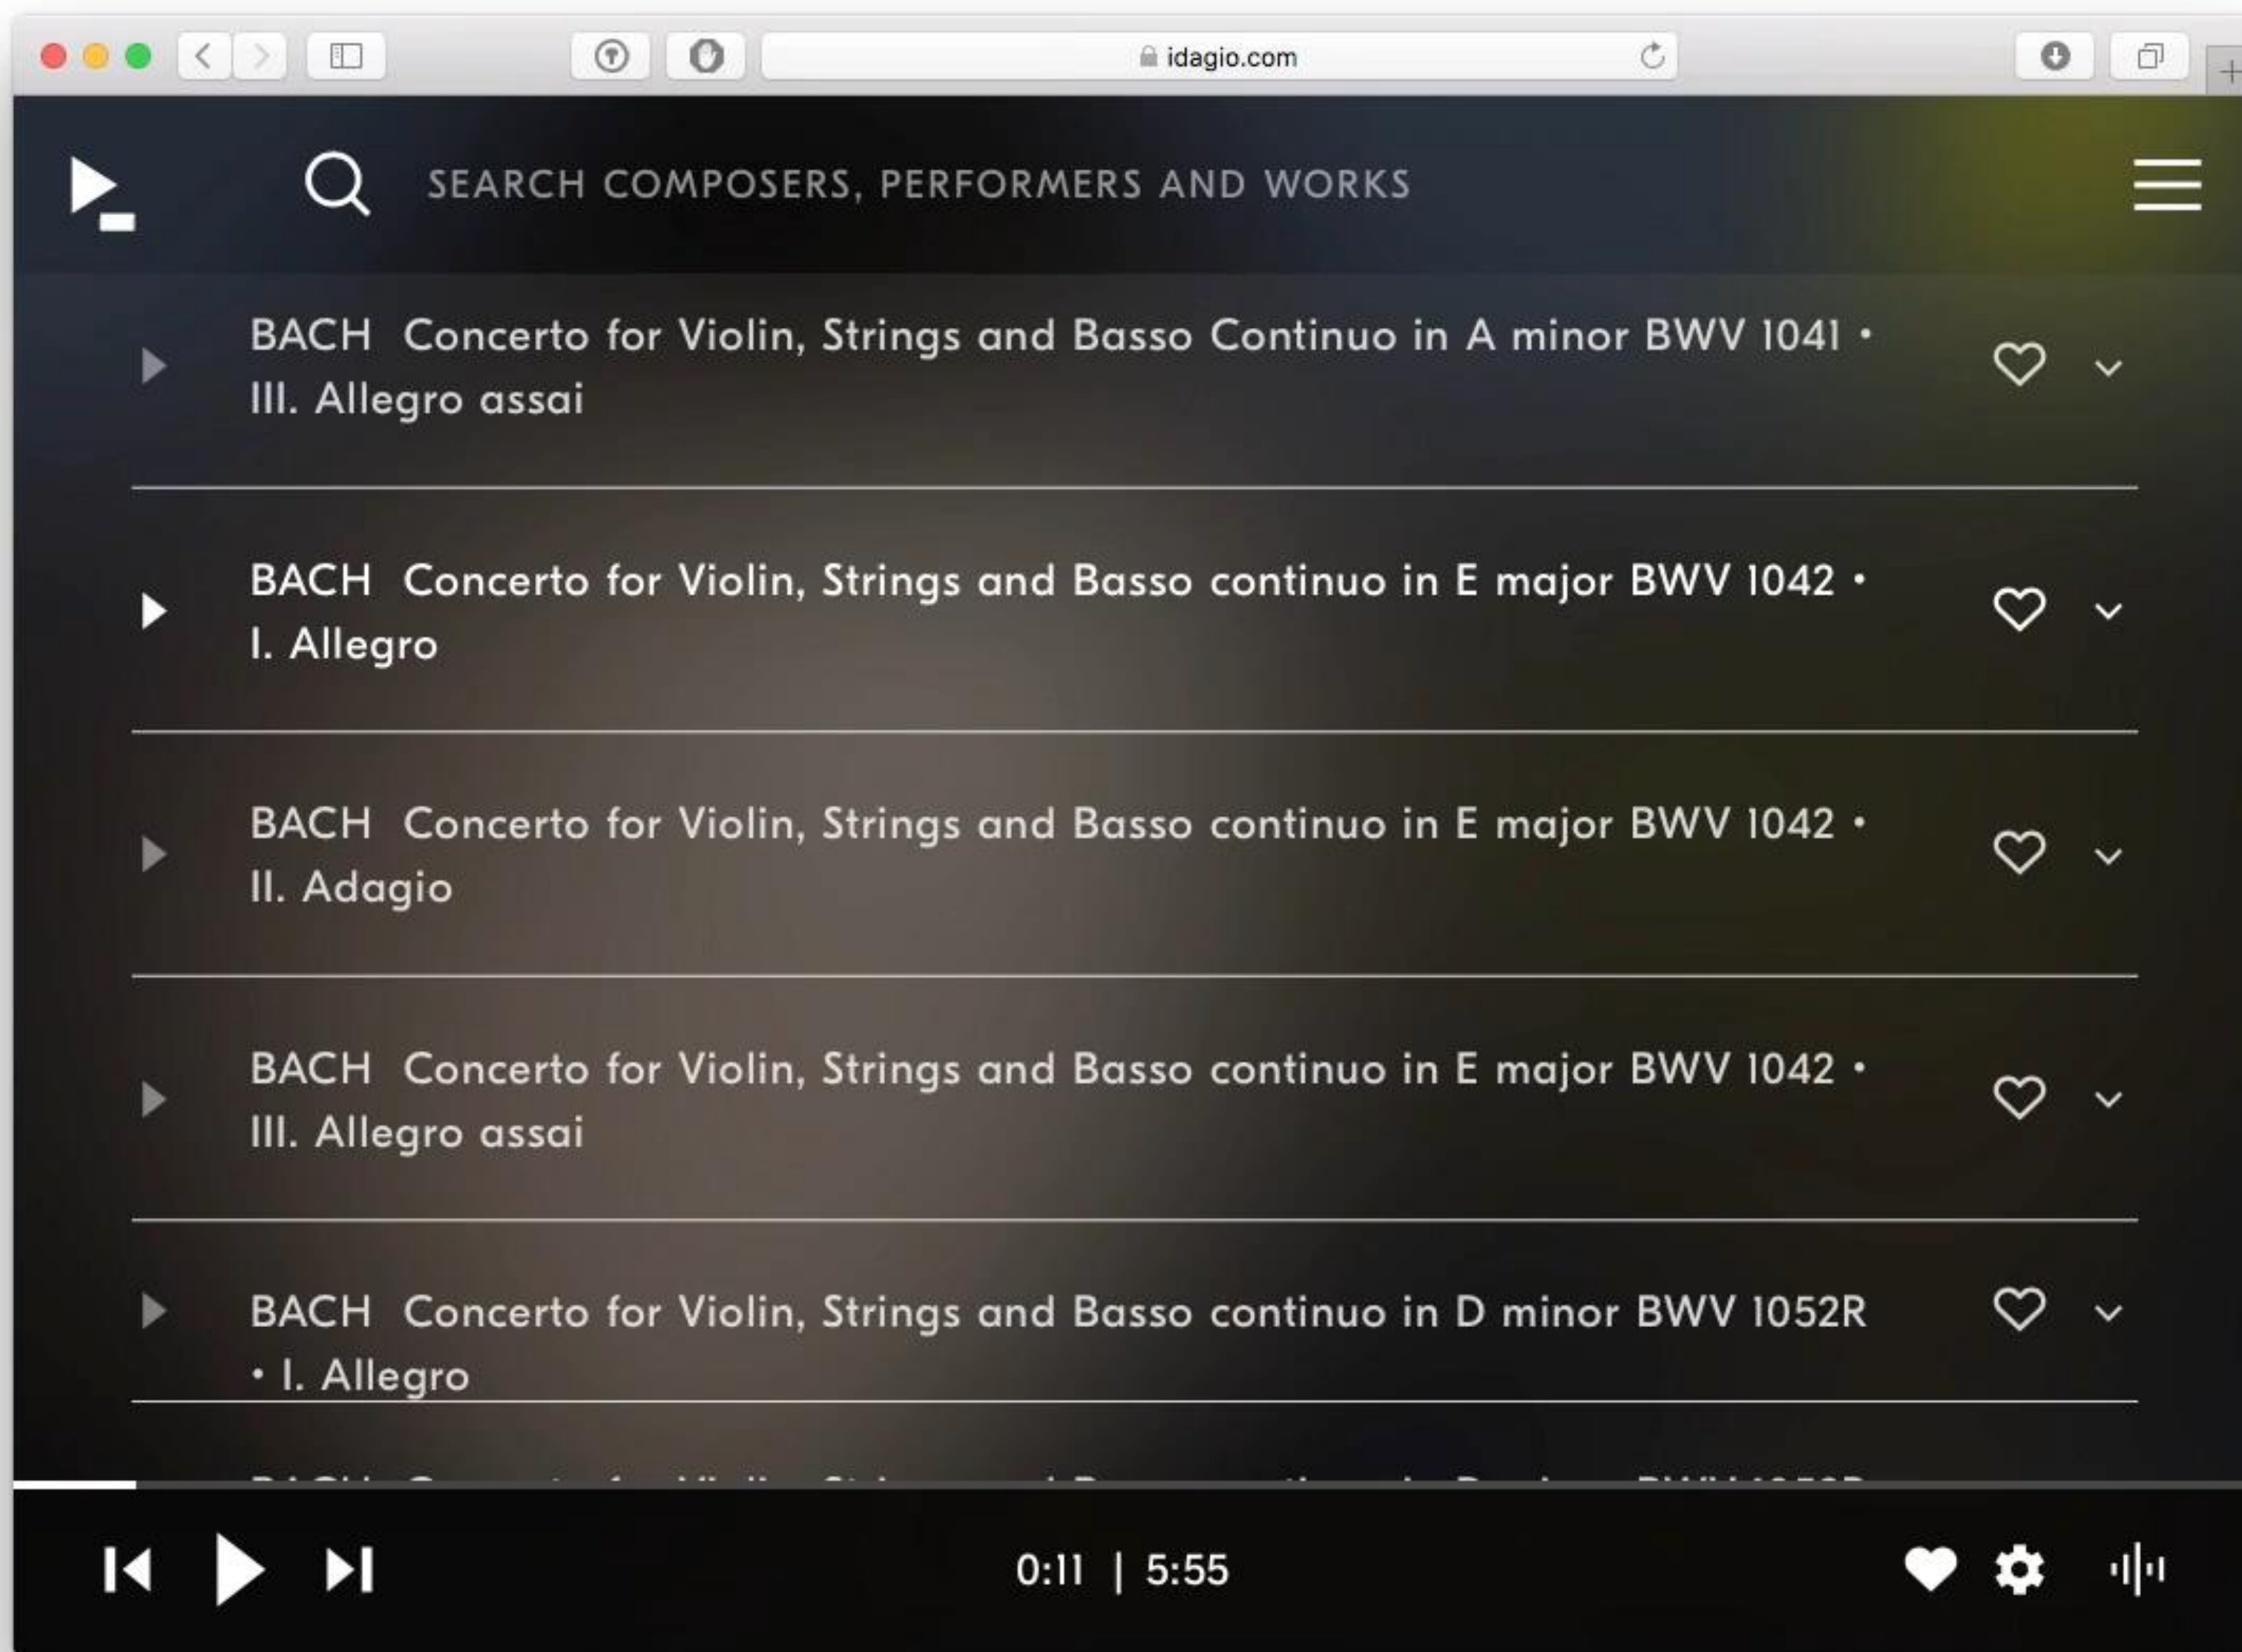 idagio.com
SEARCH COMPOSERS, PERFORMERS AND WORKS
BACH Concerto for Violin, Strings and Basso Continuo in A minor BWV 1041 •
III. Allegro assai
BACH Concerto for Violin, Strings and Basso continuo in E major BWV 1042 •
I. Allegro
BACH Concerto for Violin, Strings and Basso continuo in E major BWV 1042 •
II. Adagio
BACH Concerto for Violin, Strings and Basso continuo in E major BWV 1042 •
III. Allegro assai
BACH Concerto for Violin, Strings and Basso continuo in D minor BWV 1052R
• I. Allegro
0:11 | 5:55